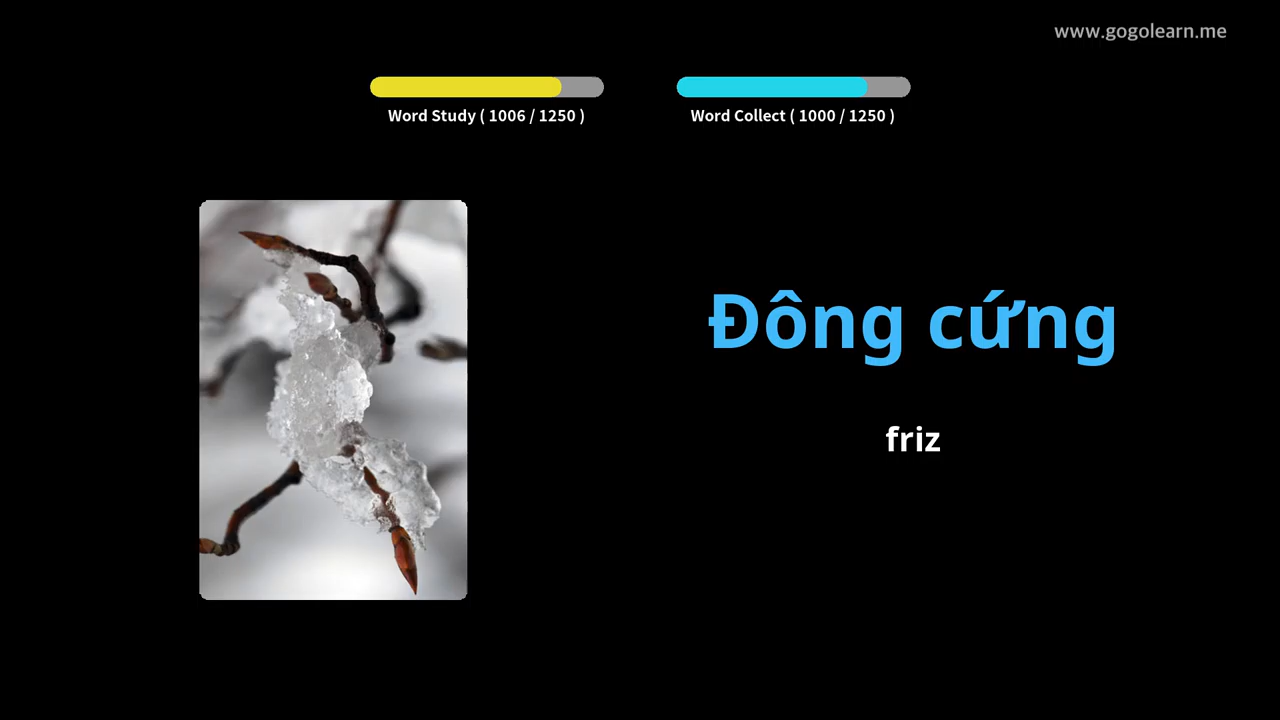 www.gogolearn.me
Word Study ( 1006 / 1250 )
Word Collect ( 1000 / 1250 )
Đông cứng
friz